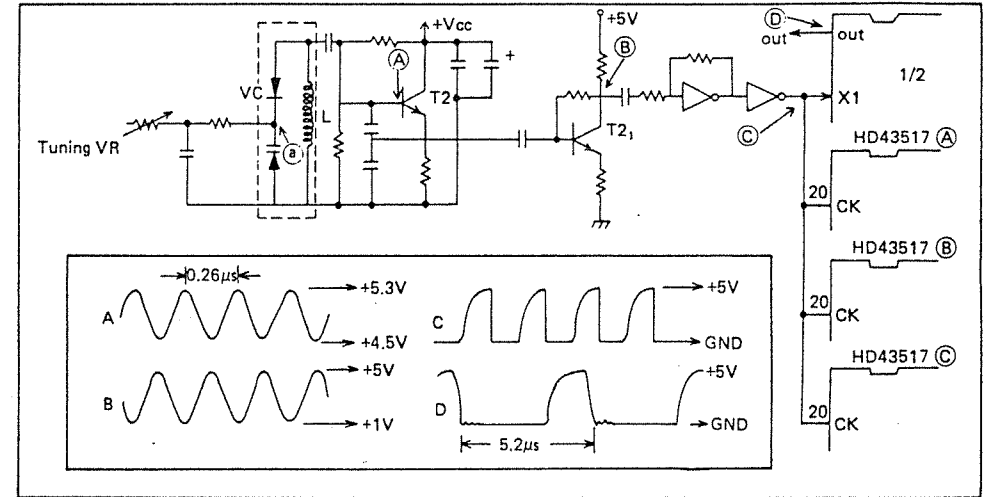 +Vcc
+5V
Ⓓ
out
out
1/2
X1
Ⓐ
T2
+
Ⓑ
VC
L
Tuning VR
ⓐ
T2₁
Ⓒ
HD43517 Ⓐ
20
CK
HD43517 Ⓑ
20
CK
HD43517 Ⓒ
20
CK
0.26μs
A
+5.3V
+4.5V
B
+5V
+1V
C
+5V
GND
D
+5V
GND
5.2μs